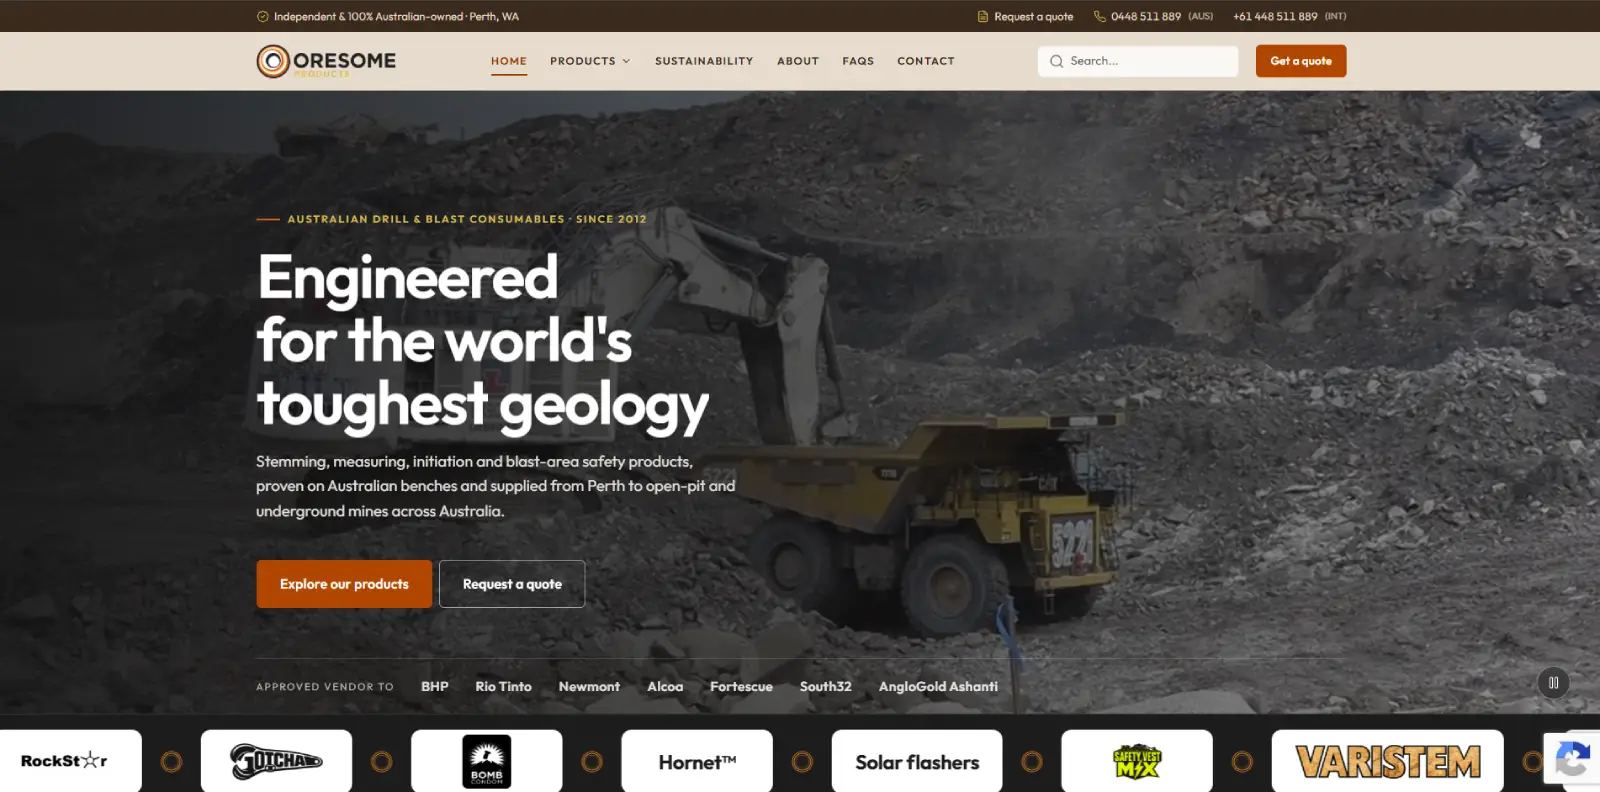 Independent & 100% Australian-owned · Perth, WA
Request a quote
0448 511 889 (AUS)
+61 448 511 889 (INT)
ORESOME
PRODUCTS
HOME
PRODUCTS
SUSTAINABILITY
ABOUT
FAQS
CONTACT
Search...
Get a quote
AUSTRALIAN DRILL & BLAST CONSUMABLES · SINCE 2012
Engineered
for the world's
toughest geology
Stemming, measuring, initiation and blast-area safety products,
proven on Australian benches and supplied from Perth to open-pit and
underground mines across Australia.
Explore our products
Request a quote
APPROVED VENDOR TO
BHP
Rio Tinto
Newmont
Alcoa
Fortescue
South32
AngloGold Ashanti
RockSt☆r
GOTCHA
BOMB
CONDOM
Hornet™
Solar flashers
SAFETY VEST
MIX
VARISTEM